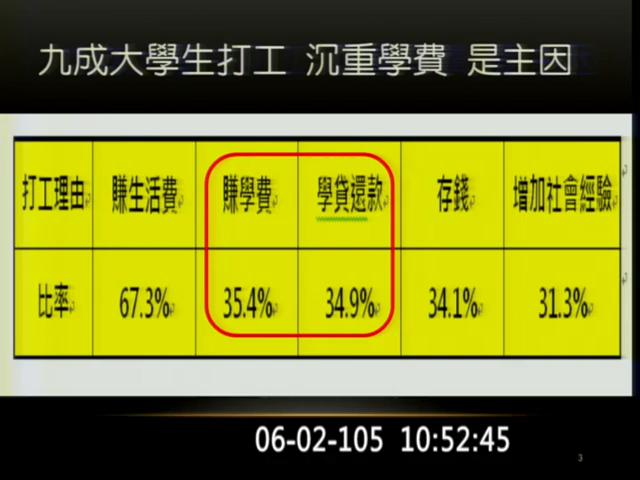 九成大學生打工 沉重學費 是主因
打工理由 賺生活費 賺學費 學貸還款 存錢 增加社會經驗
比率 67.3% 35.4% 34.9% 34.1% 31.3%
06-02-105 10:52:45
3